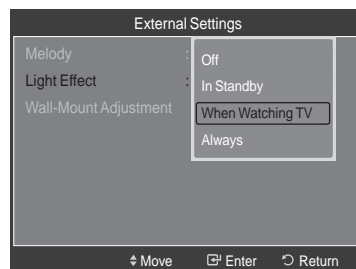 External Settings
Melody :
Light Effect :
Wall-Mount Adjustment
Off
In Standby
When Watching TV
Always
Move Enter Return